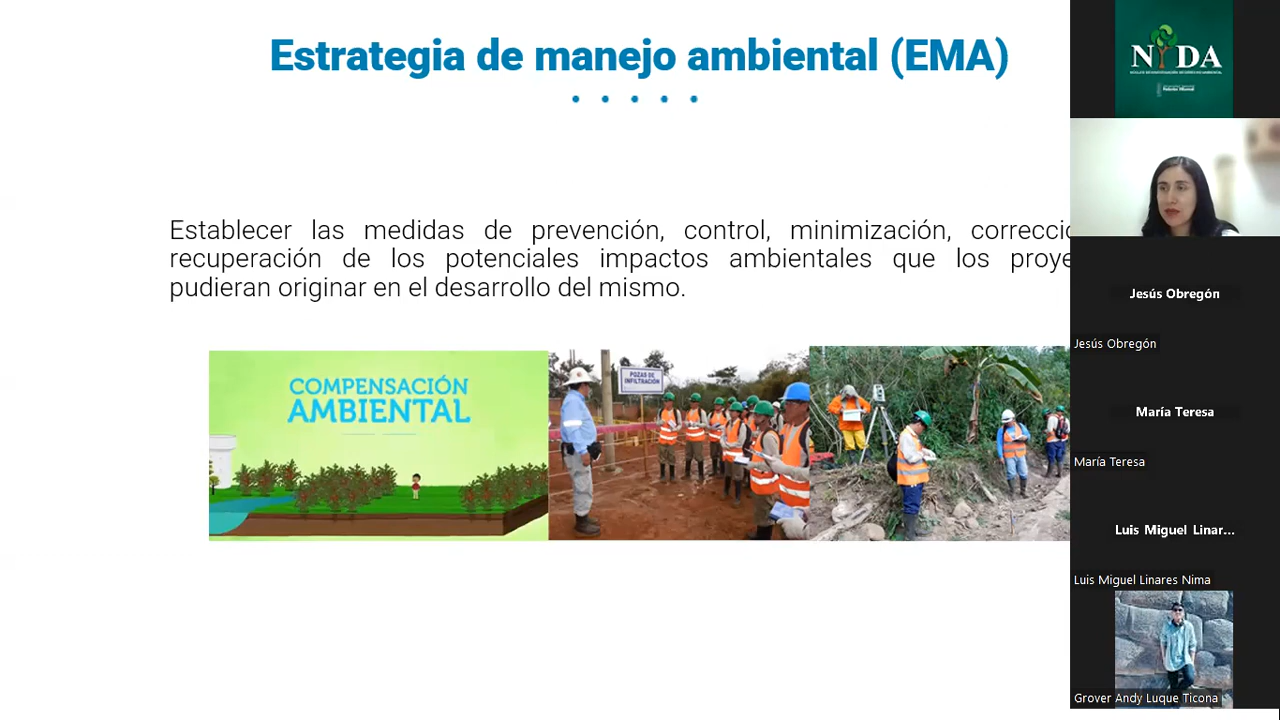 Estrategia de manejo ambiental (EMA)
Establecer las medidas de prevención, control, minimización, correcci
recuperación de los potenciales impactos ambientales que los proye
pudieran originar en el desarrollo del mismo.
COMPENSACIÓN
AMBIENTAL
POZAS DE
INFILTRACIÓN
NIDA
Jesús Obregón
Jesús Obregón
María Teresa
María Teresa
Luis Miguel Linar...
Luis Miguel Linares Nima
Grover Andy Luque Ticona